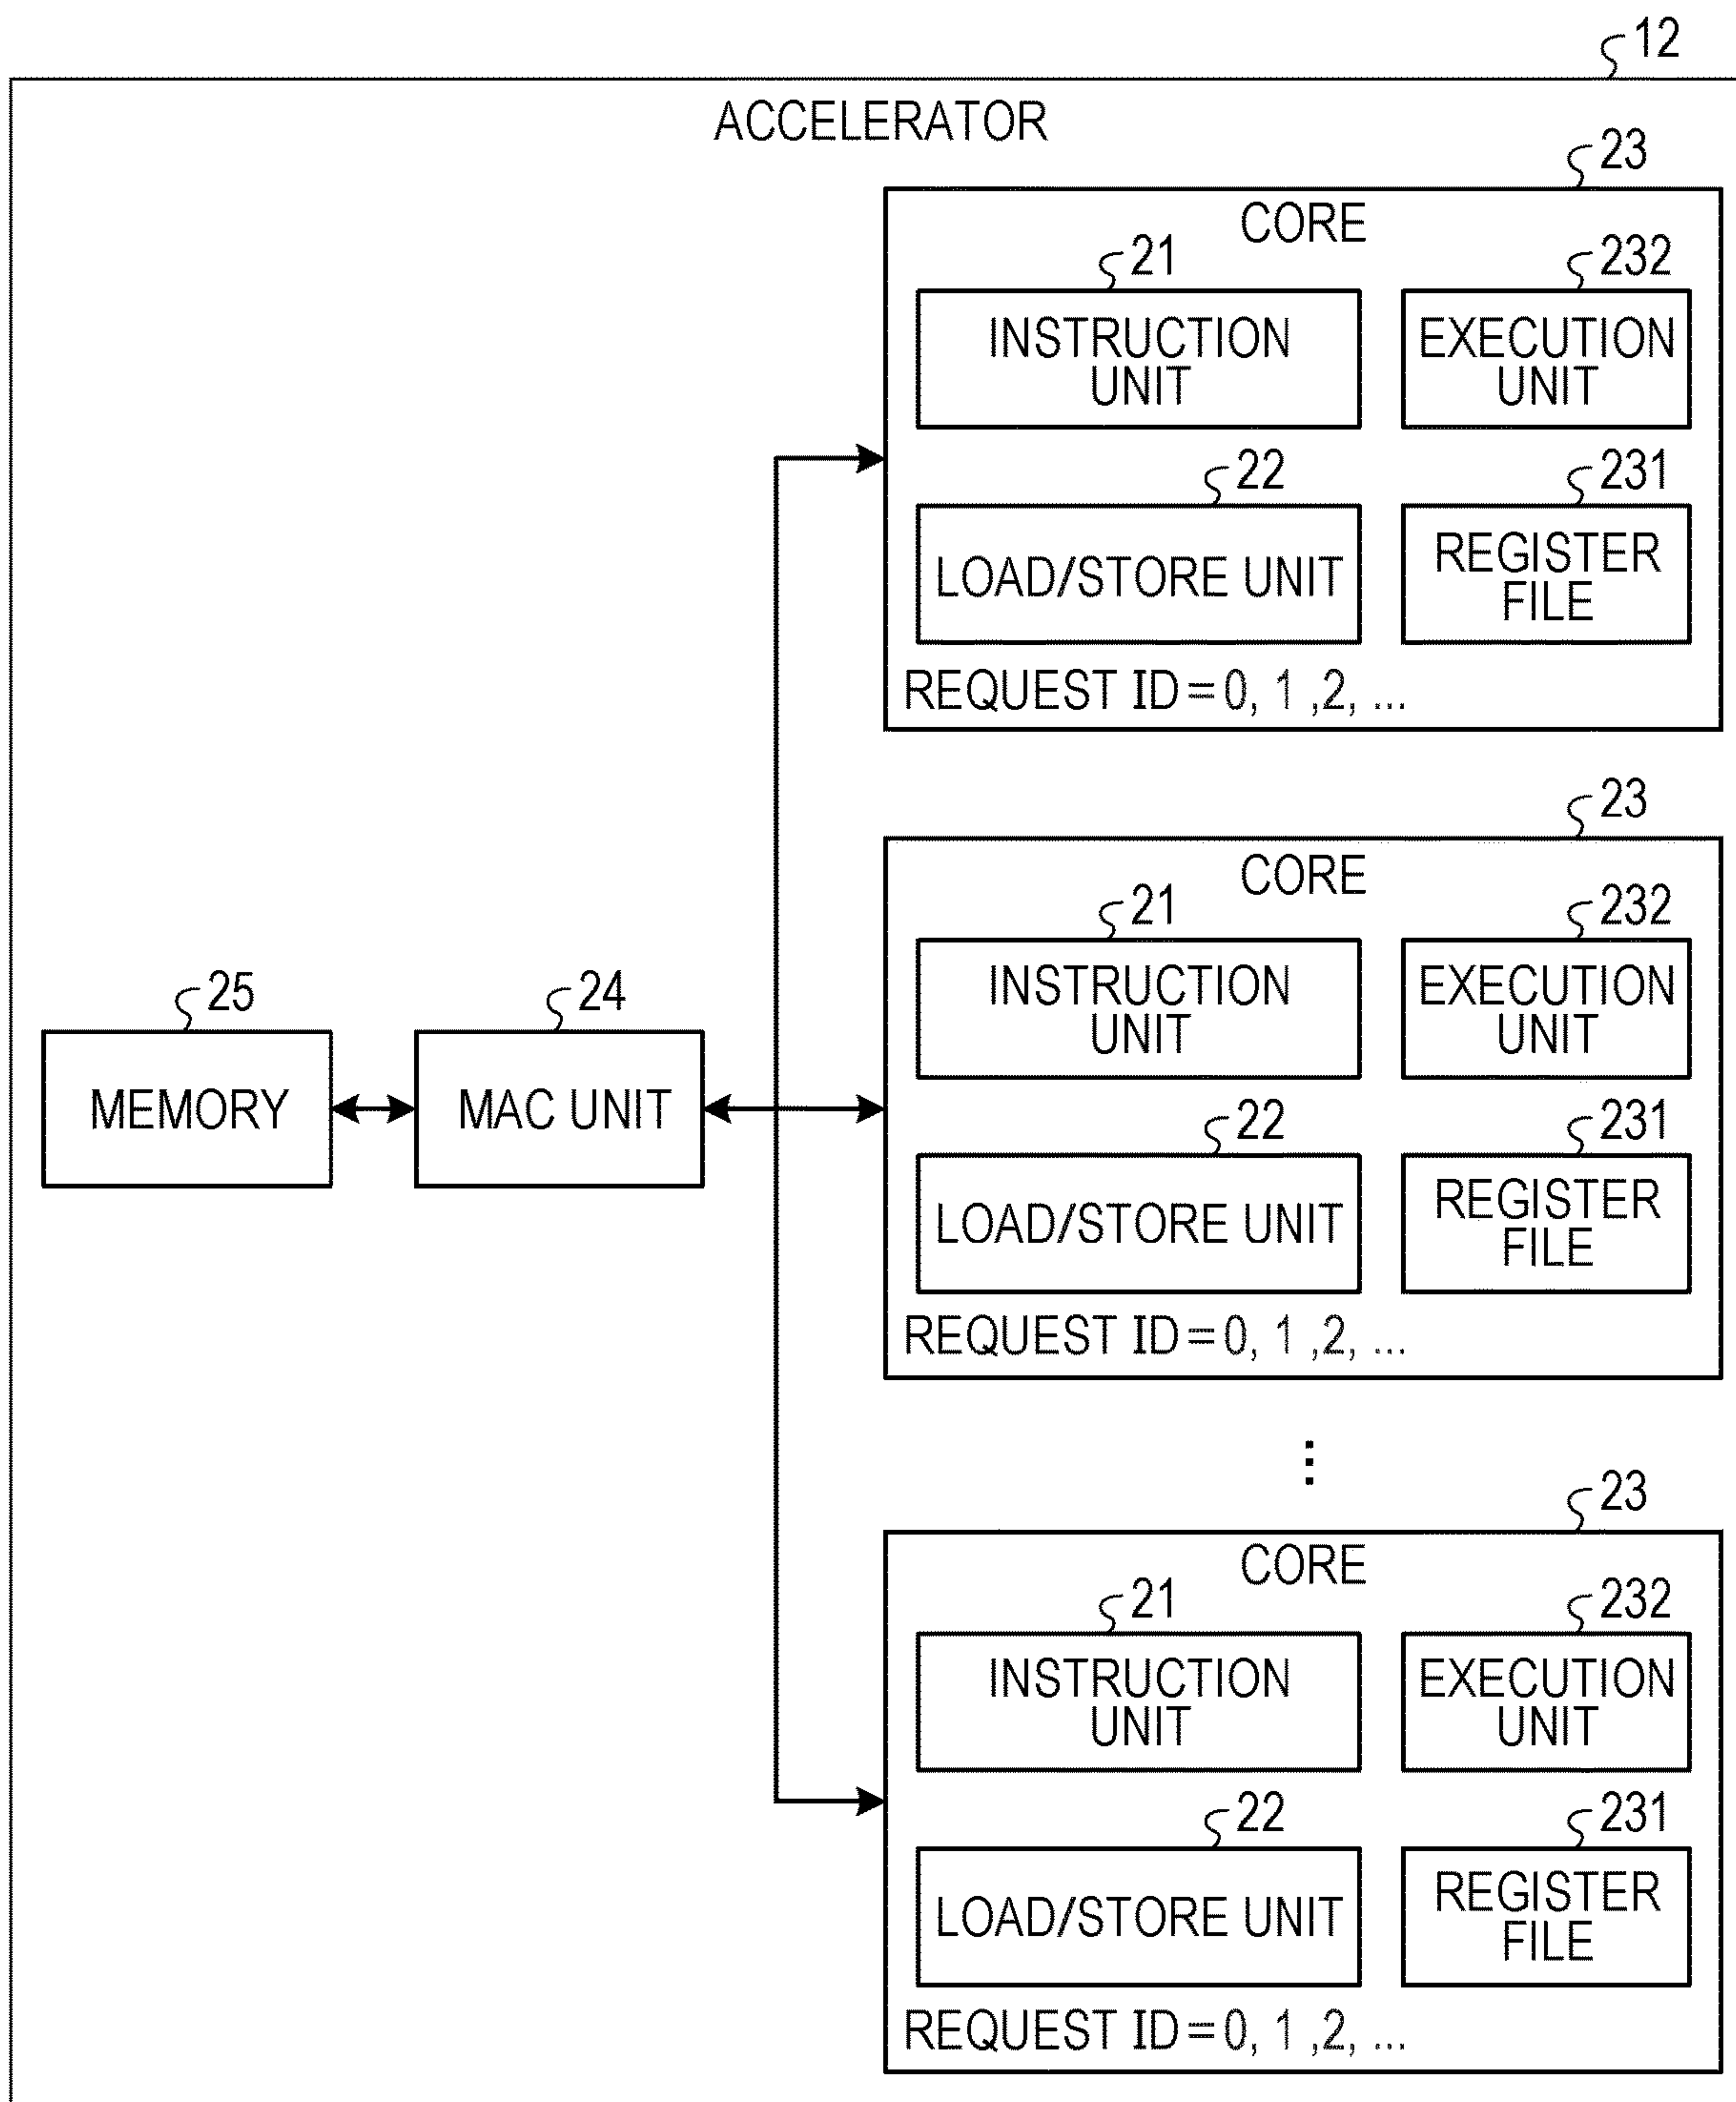 12
ACCELERATOR
23
CORE
21
232
INSTRUCTION
UNIT
EXECUTION
UNIT
22
231
LOAD/STORE UNIT
REGISTER
FILE
REQUEST ID=0, 1 ,2, ...
23
CORE
21
232
INSTRUCTION
UNIT
EXECUTION
UNIT
25
24
MEMORY
MAC UNIT
22
231
LOAD/STORE UNIT
REGISTER
FILE
REQUEST ID=0, 1 ,2, ...
⋮
23
CORE
21
232
INSTRUCTION
UNIT
EXECUTION
UNIT
22
231
LOAD/STORE UNIT
REGISTER
FILE
REQUEST ID=0, 1 ,2, ...